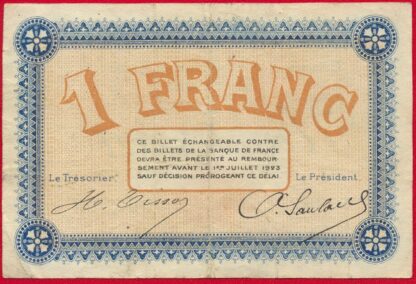 1 FRANC
CE BILLET ÉCHANGEABLE CONTRE
DES BILLETS DE LA BANQUE DE FRANCE
DEVRA ÊTRE PRÉSENTÉ AU REMBOUR-
SEMENT AVANT LE 1ER JUILLET 1923
SAUF DÉCISION PROROGEANT CE DÉLAI.
Le Trésorier.
Le Président.